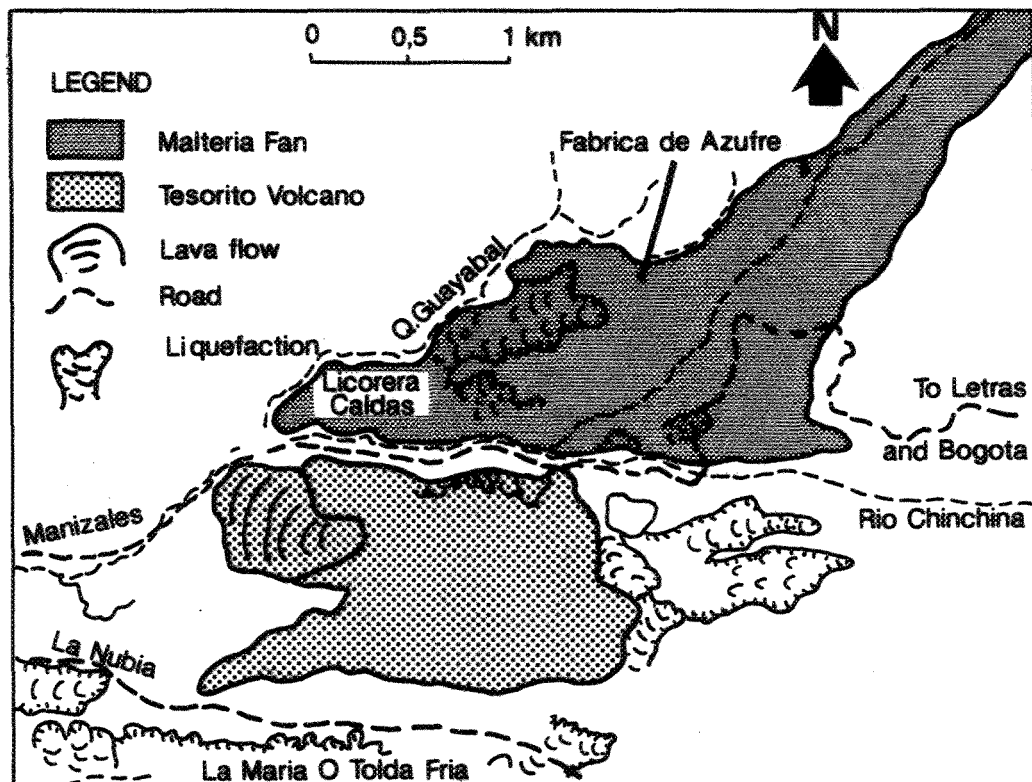 0 0,5 1 km
N
LEGEND
Malteria Fan
Tesorito Volcano
Lava flow
Road
Liquefaction
Fabrica de Azufre
Q.Guayabal
Licorera
Caldas
To Letras
and Bogota
Manizales
Rio Chinchina
La Nubia
La Maria O Tolda Fria